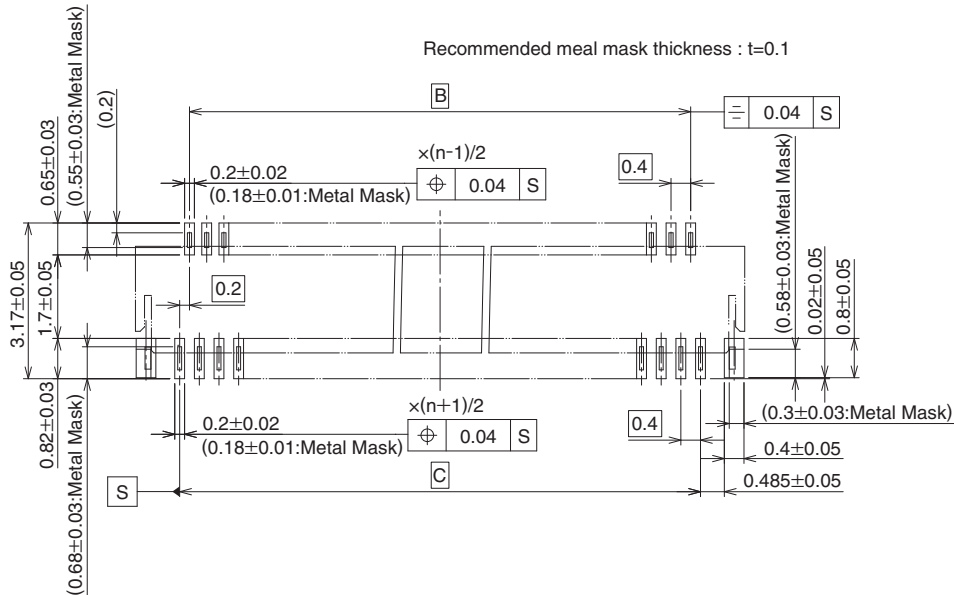 Recommended meal mask thickness : t=0.1
0.65±0.03
(0.55±0.03:Metal Mask)
(0.2)
B
⌯ 0.04 S
×(n-1)/2
0.2±0.02
(0.18±0.01:Metal Mask)
⌖ 0.04 S
0.4
3.17±0.05
1.7±0.05
0.2
(0.58±0.03:Metal Mask)
0.02±0.05
0.8±0.05
0.82±0.03
(0.68±0.03:Metal Mask)
×(n+1)/2
0.2±0.02
(0.18±0.01:Metal Mask)
⌖ 0.04 S
0.4
(0.3±0.03:Metal Mask)
0.4±0.05
S
C
0.485±0.05